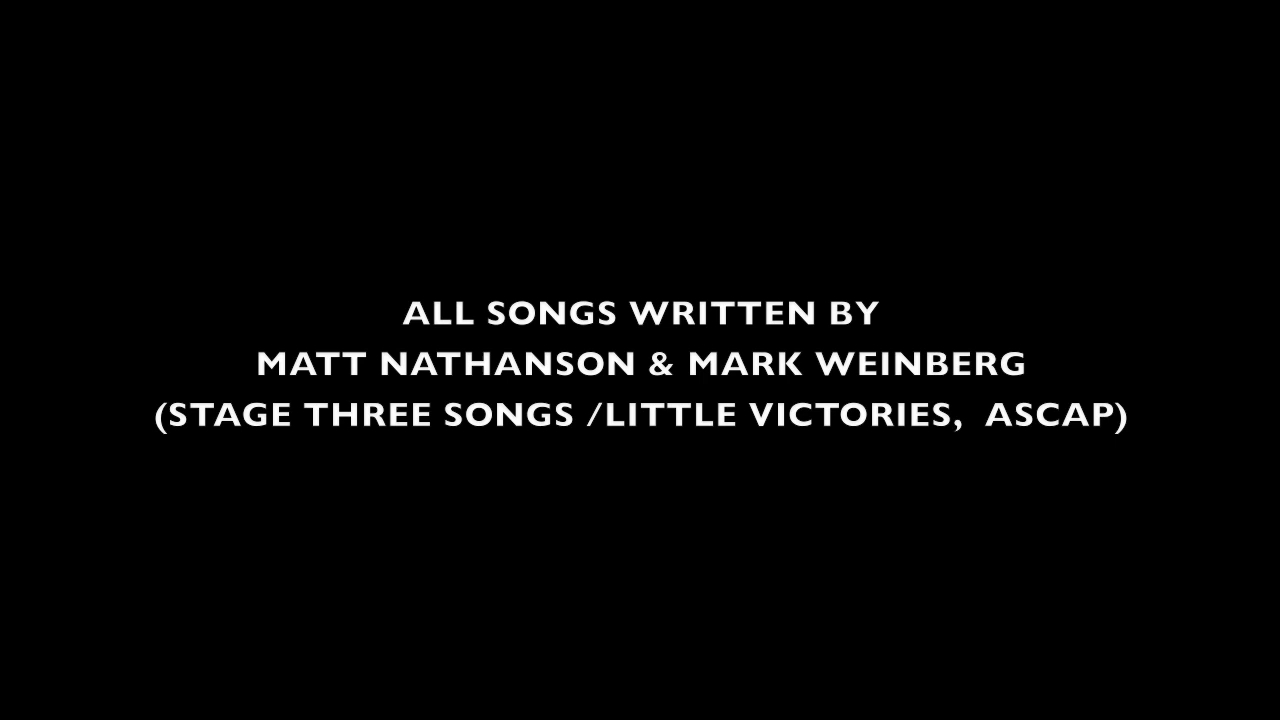 ALL SONGS WRITTEN BY
MATT NATHANSON & MARK WEINBERG
(STAGE THREE SONGS /LITTLE VICTORIES,  ASCAP)